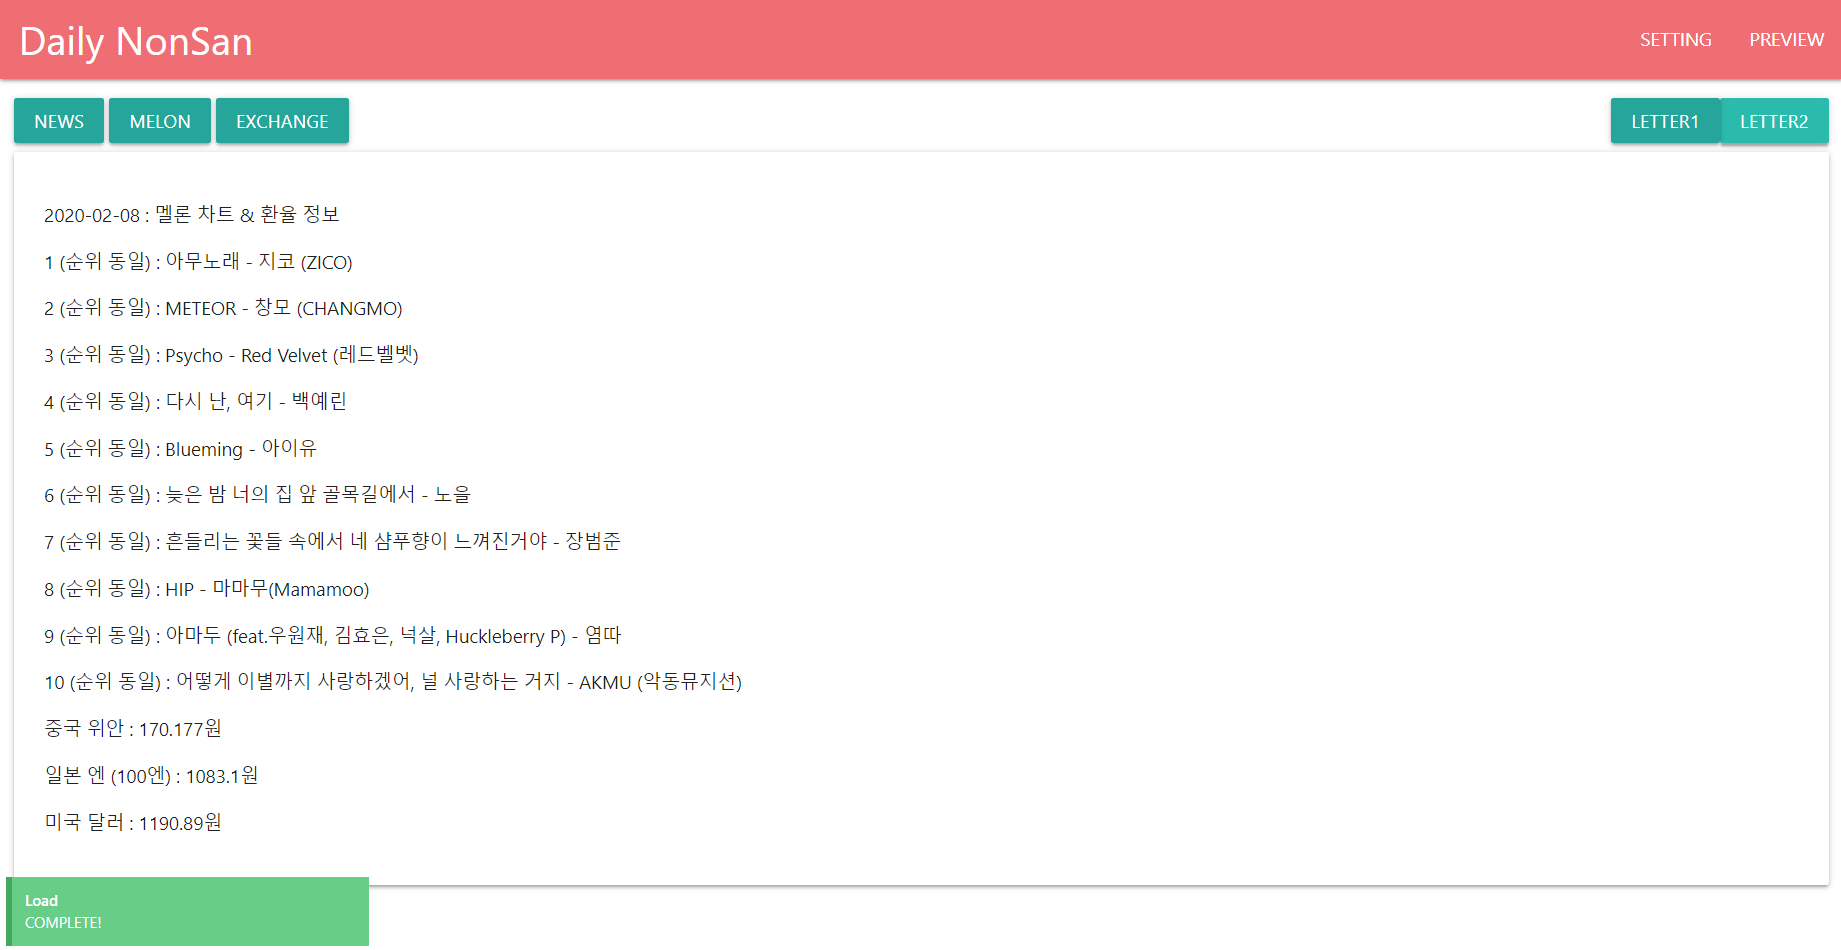 Daily NonSan
SETTING PREVIEW
NEWS MELON EXCHANGE LETTER1 LETTER2
2020-02-08 : 멜론 차트 & 환율 정보
1 (순위 동일) : 아무노래 - 지코 (ZICO)
2 (순위 동일) : METEOR - 창모 (CHANGMO)
3 (순위 동일) : Psycho - Red Velvet (레드벨벳)
4 (순위 동일) : 다시 난, 여기 - 백예린
5 (순위 동일) : Blueming - 아이유
6 (순위 동일) : 늦은 밤 너의 집 앞 골목길에서 - 노을
7 (순위 동일) : 흔들리는 꽃들 속에서 네 샴푸향이 느껴진거야 - 장범준
8 (순위 동일) : HIP - 마마무(Mamamoo)
9 (순위 동일) : 아마두 (feat.우원재, 김효은, 넉살, Huckleberry P) - 염따
10 (순위 동일) : 어떻게 이별까지 사랑하겠어, 널 사랑하는 거지 - AKMU (악동뮤지션)
중국 위안 : 170.177원
일본 엔 (100엔) : 1083.1원
미국 달러 : 1190.89원
Load
COMPLETE!